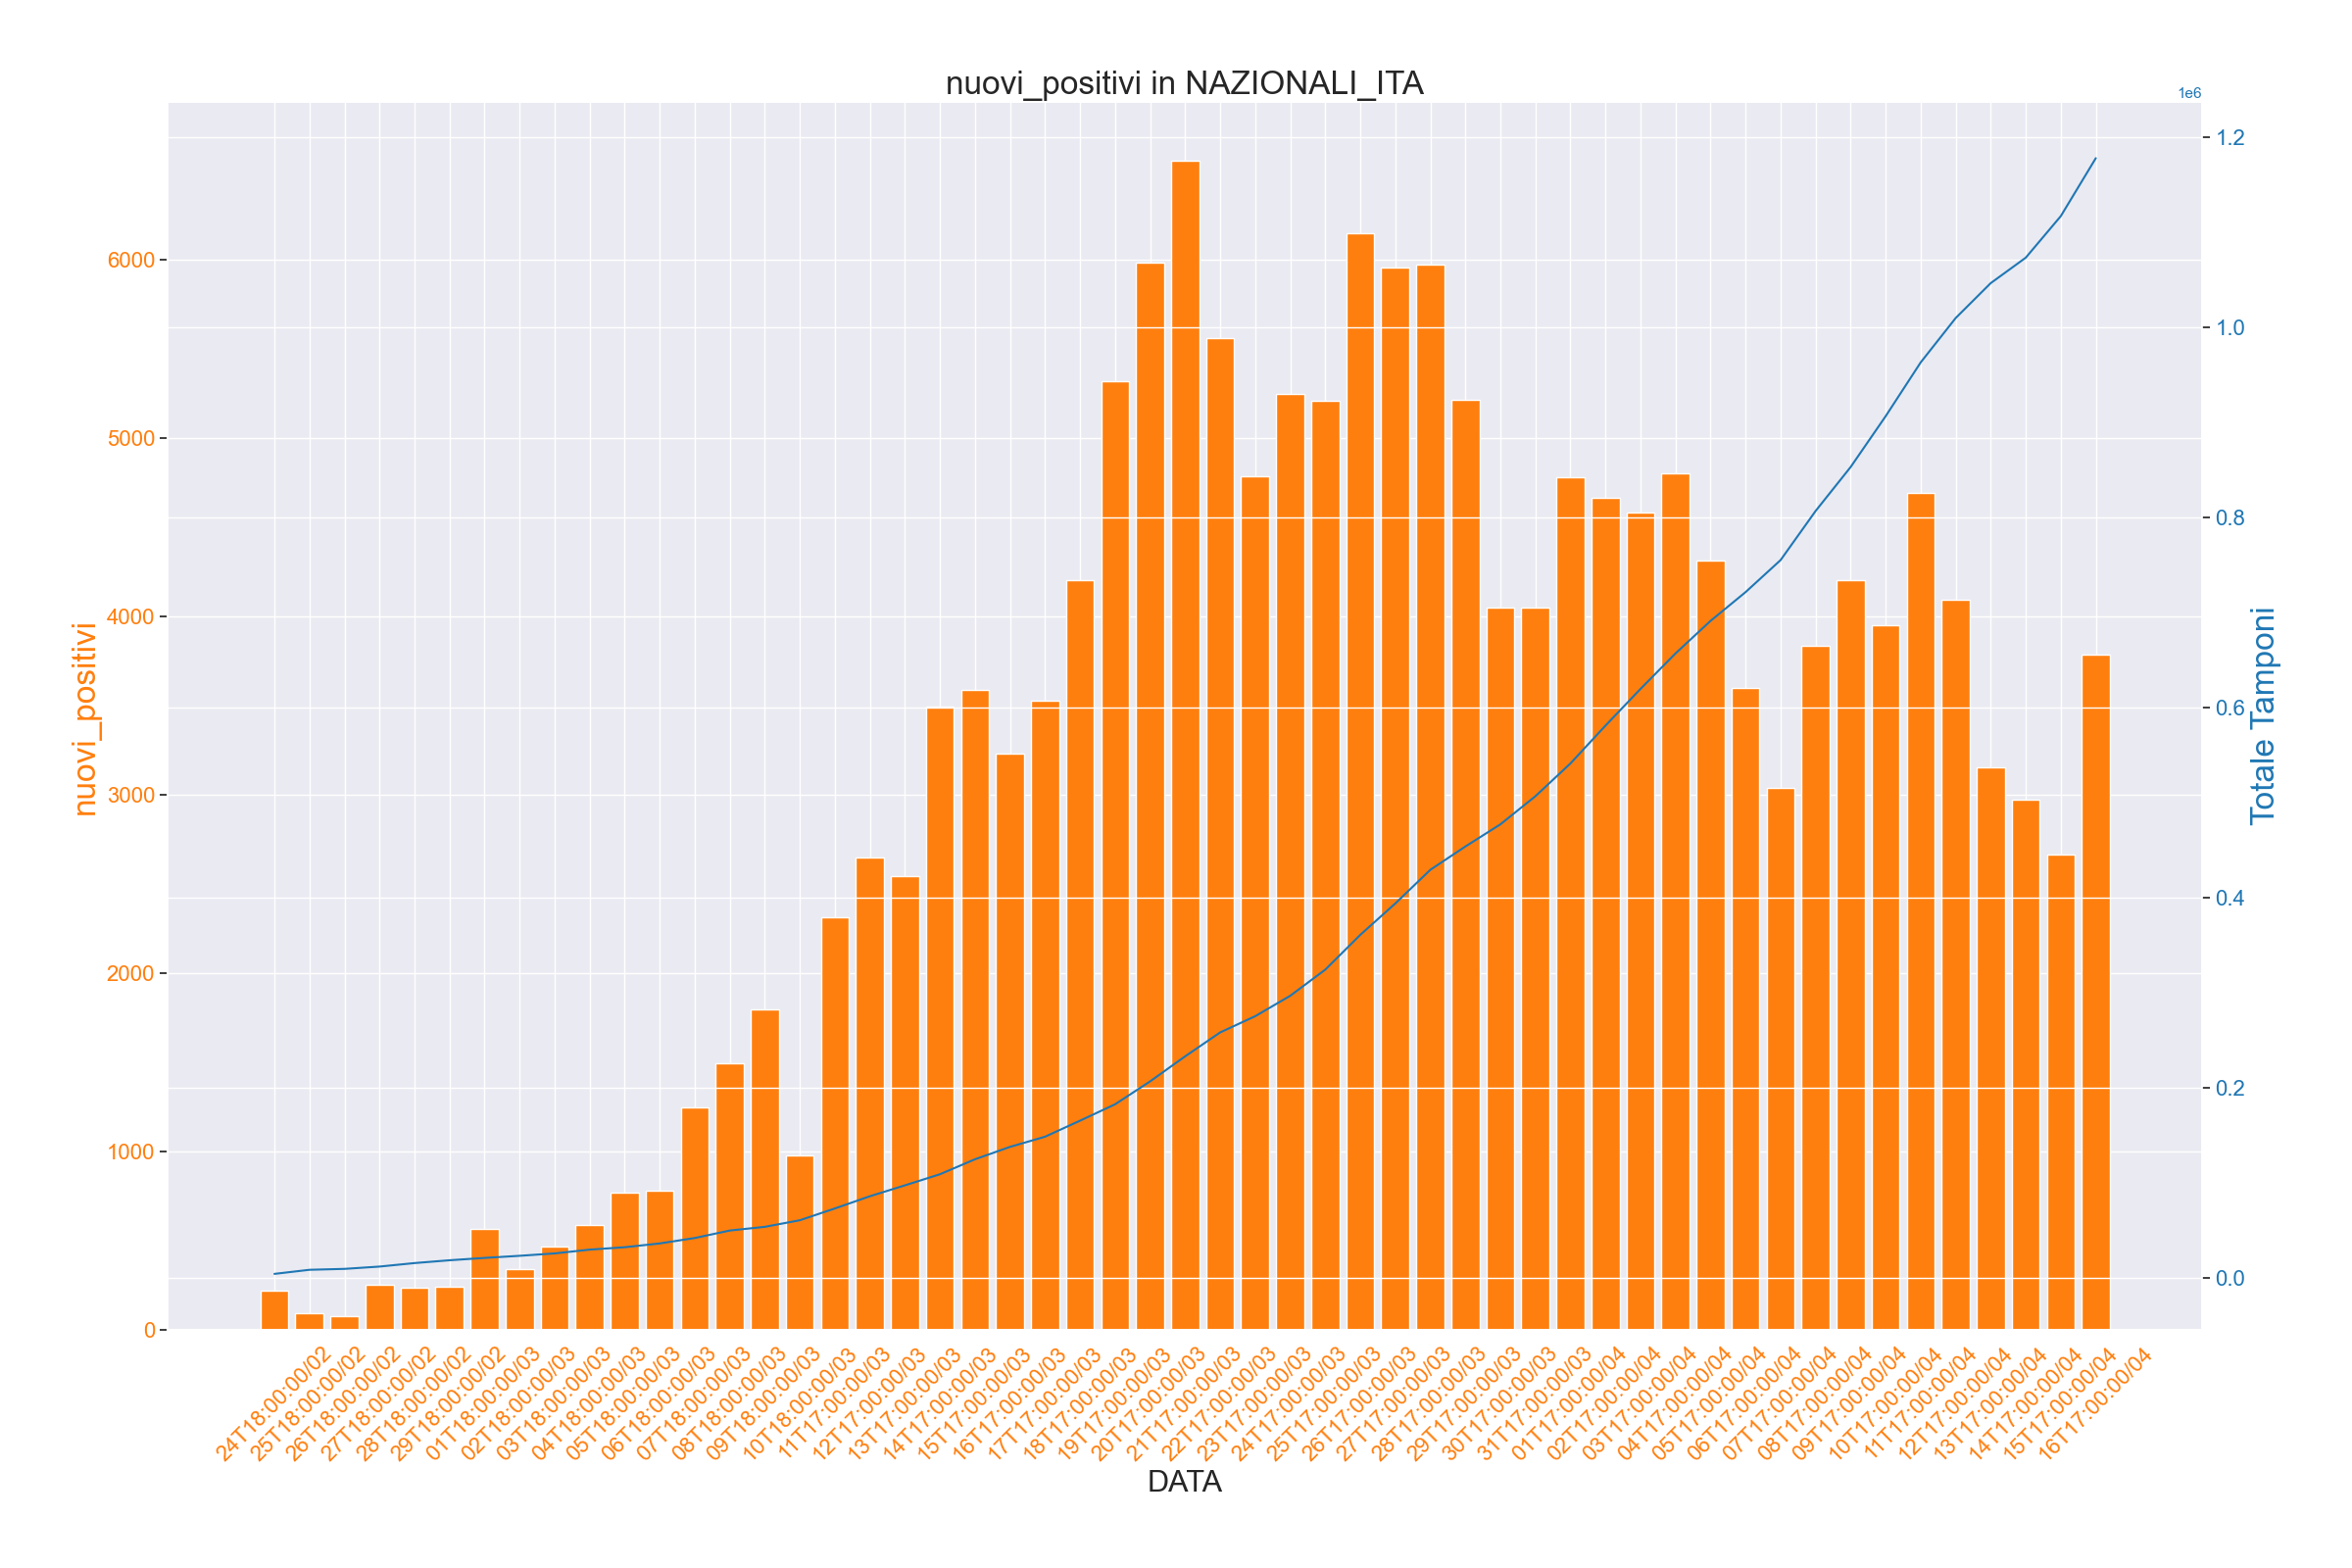 nuovi_positivi in NAZIONALI_ITA
1e6
6000
5000
4000
3000
2000
1000
0
nuovi_positivi
1.2
1.0
0.8
0.6
0.4
0.2
0.0
Totale Tamponi
24T18:00:00/02
25T18:00:00/02
26T18:00:00/02
27T18:00:00/02
28T18:00:00/02
29T18:00:00/02
01T18:00:00/03
02T18:00:00/03
03T18:00:00/03
04T18:00:00/03
05T18:00:00/03
06T18:00:00/03
07T18:00:00/03
08T18:00:00/03
09T18:00:00/03
10T18:00:00/03
11T17:00:00/03
12T17:00:00/03
13T17:00:00/03
14T17:00:00/03
15T17:00:00/03
16T17:00:00/03
17T17:00:00/03
18T17:00:00/03
19T17:00:00/03
20T17:00:00/03
21T17:00:00/03
22T17:00:00/03
23T17:00:00/03
24T17:00:00/03
25T17:00:00/03
26T17:00:00/03
27T17:00:00/03
28T17:00:00/03
29T17:00:00/03
30T17:00:00/03
31T17:00:00/03
01T17:00:00/04
02T17:00:00/04
03T17:00:00/04
04T17:00:00/04
05T17:00:00/04
06T17:00:00/04
07T17:00:00/04
08T17:00:00/04
09T17:00:00/04
10T17:00:00/04
11T17:00:00/04
12T17:00:00/04
13T17:00:00/04
14T17:00:00/04
15T17:00:00/04
16T17:00:00/04
DATA